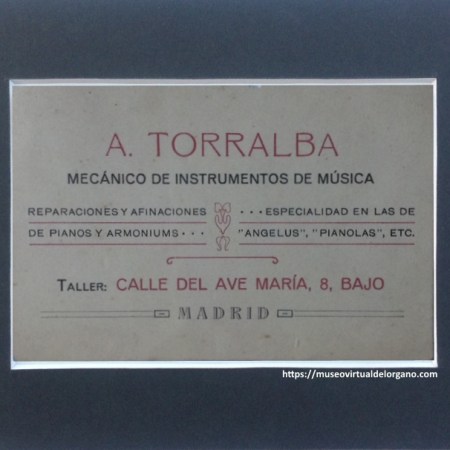 A. TORRALBA
MECÁNICO DE INSTRUMENTOS DE MÚSICA
REPARACIONES Y AFINACIONES
DE PIANOS Y ARMONIUMS · · ·
· · · ESPECIALIDAD EN LAS DE
"ANGELUS", "PIANOLAS", ETC.
TALLER: CALLE DEL AVE MARÍA, 8, BAJO
MADRID
https://museovirtualdelorgano.com